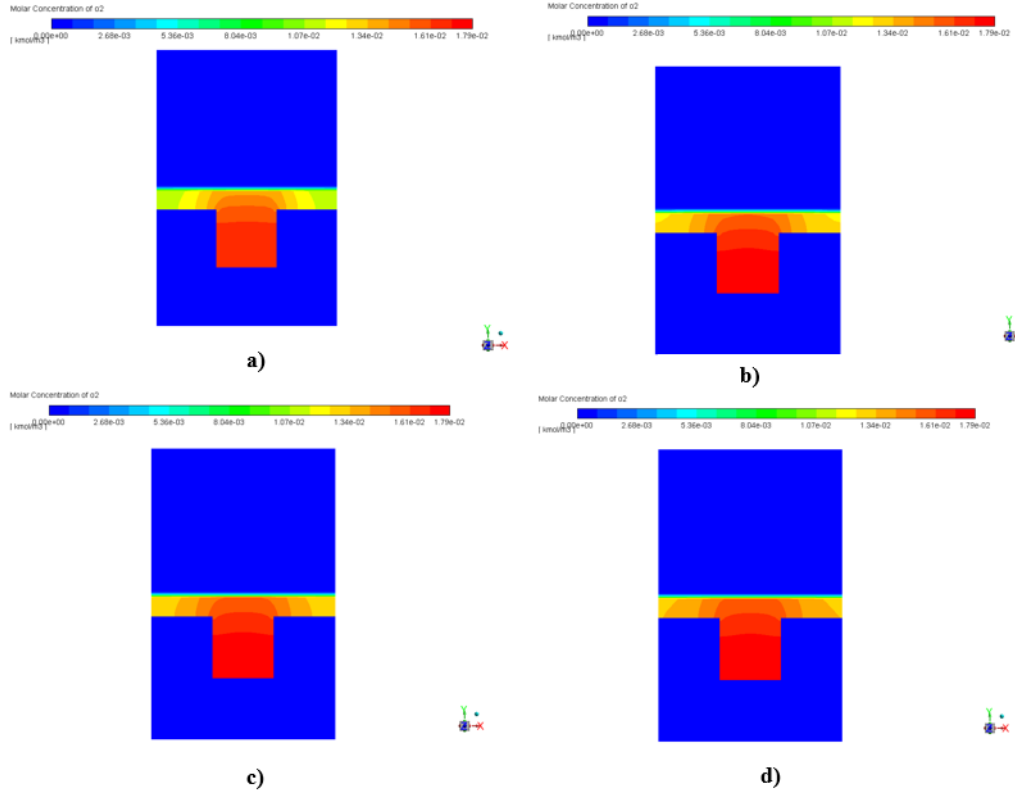 Molar Concentration of o2
0.00e+00 2.68e-03 5.36e-03 8.04e-03 1.07e-02 1.34e-02 1.61e-02 1.79e-02
[ kmol/m3 ]
Y
X
a)
Molar Concentration of o2
0.00e+00 2.68e-03 5.36e-03 8.04e-03 1.07e-02 1.34e-02 1.61e-02 1.79e-02
[ kmol/m3 ]
Y
b)
Molar Concentration of o2
0.00e+00 2.68e-03 5.36e-03 8.04e-03 1.07e-02 1.34e-02 1.61e-02 1.79e-02
[ kmol/m3 ]
Y
X
c)
Molar Concentration of o2
0.00e+00 2.68e-03 5.36e-03 8.04e-03 1.07e-02 1.34e-02 1.61e-02 1.79e-02
[ kmol/m3 ]
Y
X
d)